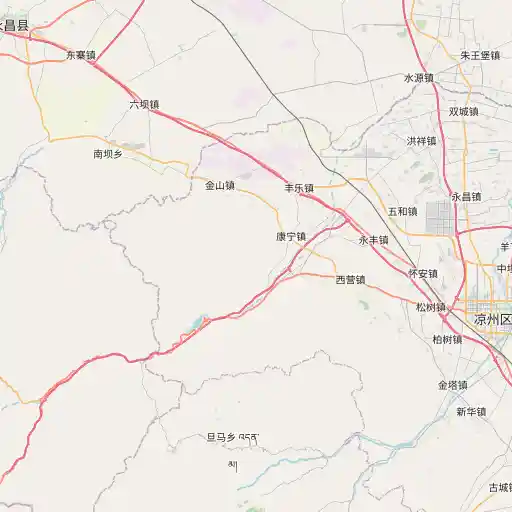 昌县
东寨镇
朱王堡镇
水源镇
六坝镇
双城镇
洪祥镇
南坝乡
金山镇
丰乐镇
永昌镇
五和镇
康宁镇
永丰镇
怀安镇
西营镇
松树镇
凉州区
柏树镇
金塔镇
新华镇
旦马乡
古城镇